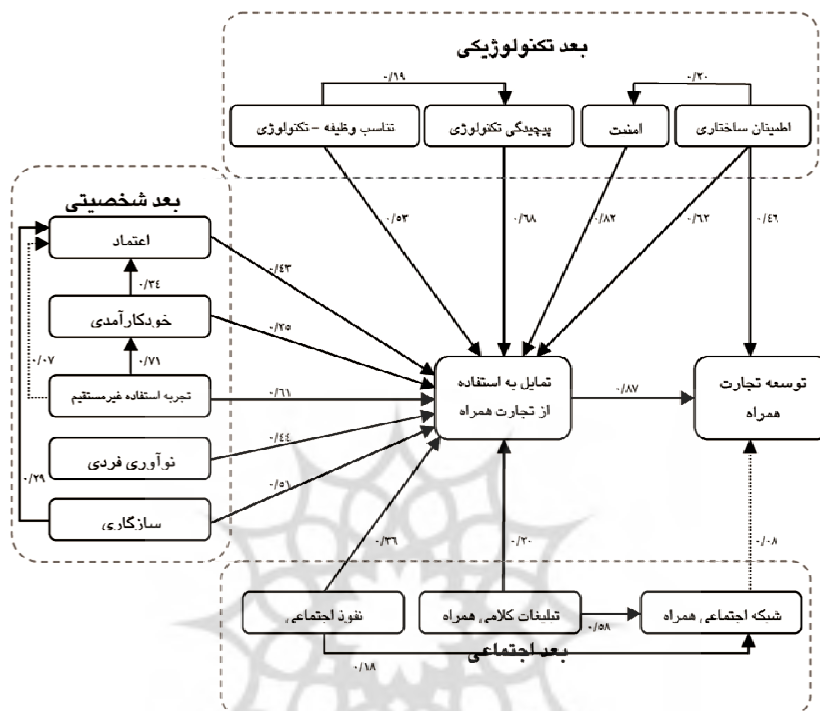 بعد تکنولوژیکی
۰/۱۹
۰/۲۰
تناسب وظیفه – تکنولوژی
پیچیدگی تکنولوژی
امنیت
اطمینان ساختاری
۰/۵۳
۰/۶۸
۰/۸۲
۰/۶۳
۰/۴۶
بعد شخصیتی
اعتماد
۰/۴۳
۰/۳۴
خودکارآمدی
۰/۲۵
۰/۰۷
۰/۷۱
تجربه استفاده غیرمستقیم
۰/۶۱
نوآوری فردی
۰/۴۴
۰/۲۹
سازگاری
۰/۵۱
تمایل به استفاده
از تجارت همراه
۰/۸۷
توسعه تجارت
همراه
۰/۳۶
۰/۲۰
۰/۰۸
نفوذ اجتماعی
تبلیغات کلامی همراه
۰/۵۸
شبکه اجتماعی همراه
بعد اجتماعی
۰/۱۸